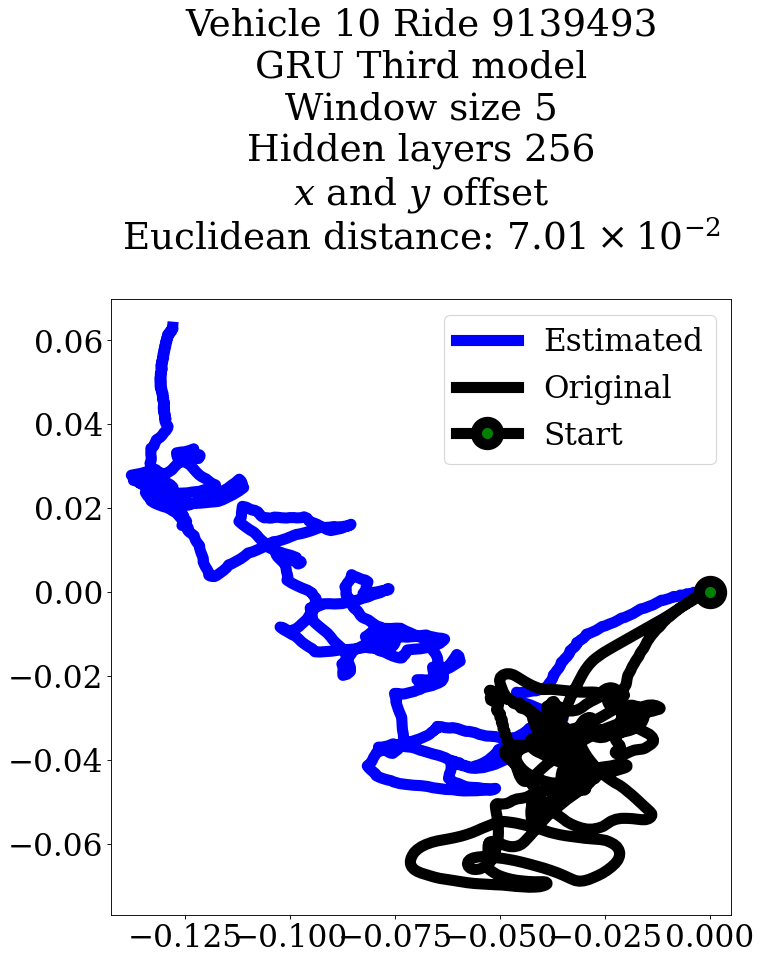 Vehicle 10 Ride 9139493
GRU Third model
Window size 5
Hidden layers 256
x and y offset
Euclidean distance: 7.01 × 10⁻²
Estimated
Original
Start
0.06
0.04
0.02
0.00
−0.02
−0.04
−0.06
−0.125 −0.100 −0.075 −0.050 −0.025 0.000